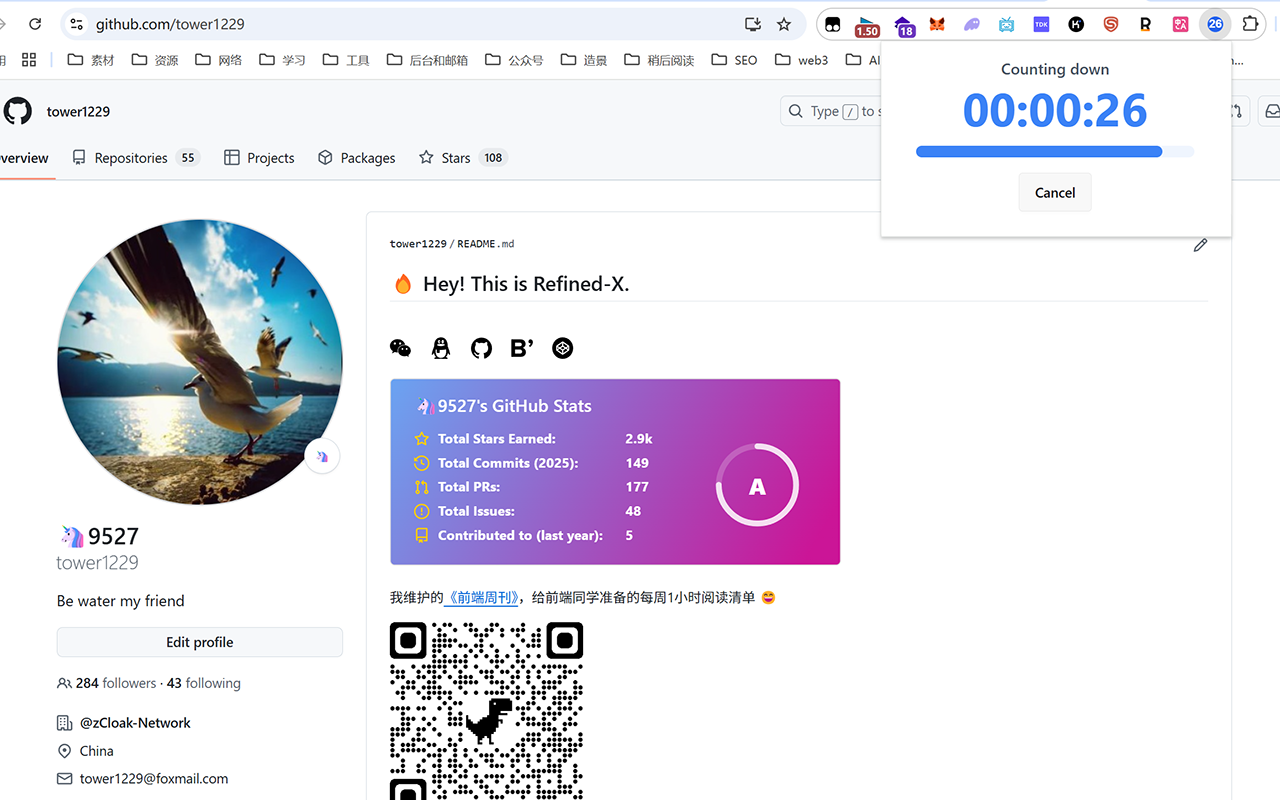 github.com/tower1229
1.50
18
TDK
26
素材
资源
网络
学习
工具
后台和邮箱
公众号
造景
稍后阅读
SEO
web3
AI
tower1229
Type / to s
verview
Repositories 55
Projects
Packages
Stars 108
Counting down
00:00:26
Cancel
tower1229 / README.md
🔥 Hey! This is Refined-X.
🦄9527's GitHub Stats
Total Stars Earned: 2.9k
Total Commits (2025): 149
Total PRs: 177
Total Issues: 48
Contributed to (last year): 5
A
我维护的《前端周刊》，给前端同学准备的每周1小时阅读清单 😄
🦄9527
tower1229
Be water my friend
Edit profile
284 followers · 43 following
@zCloak-Network
China
tower1229@foxmail.com